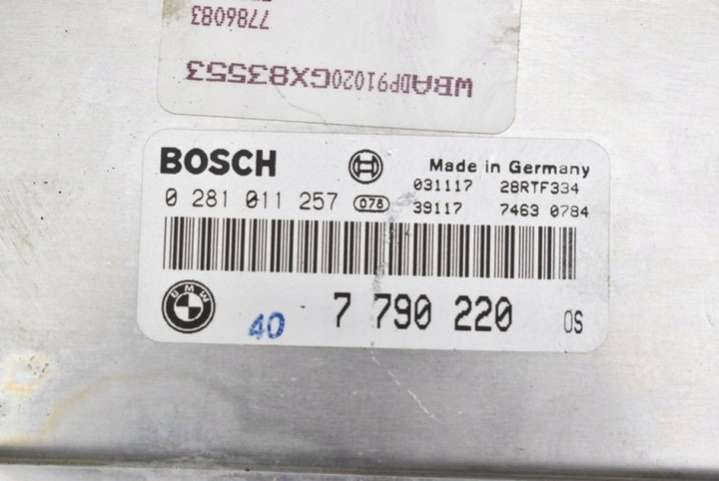 7786083
WBADP91020GX83553
BOSCH
Made in Germany
0 281 011 257 078
031117 28RTF334
39117 7463 0784
BMW
40 7 790 220 OS